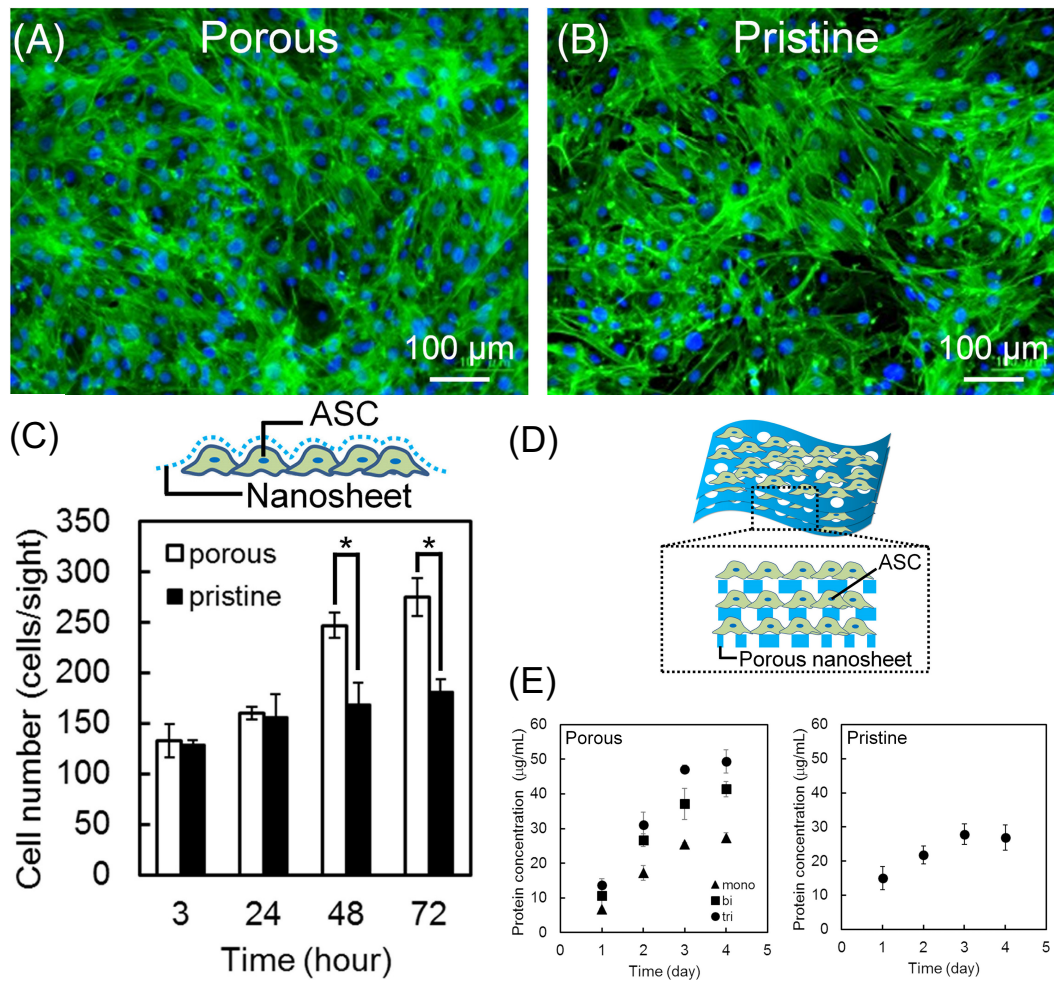 (A) Porous
100 µm
(B) Pristine
100 µm
(C)
ASC
Nanosheet
350
300
250
200
150
100
50
0
porous
pristine
*
*
3 24 48 72
Time (hour)
Cell number (cells/sight)
(D)
ASC
Porous nanosheet
(E)
Porous
60
50
40
30
20
10
0
mono
bi
tri
0 1 2 3 4 5
Time (day)
Protein concentration (µg/mL)
Pristine
60
50
40
30
20
10
0
0 1 2 3 4 5
Time (day)
Protein concentration (µg/mL)